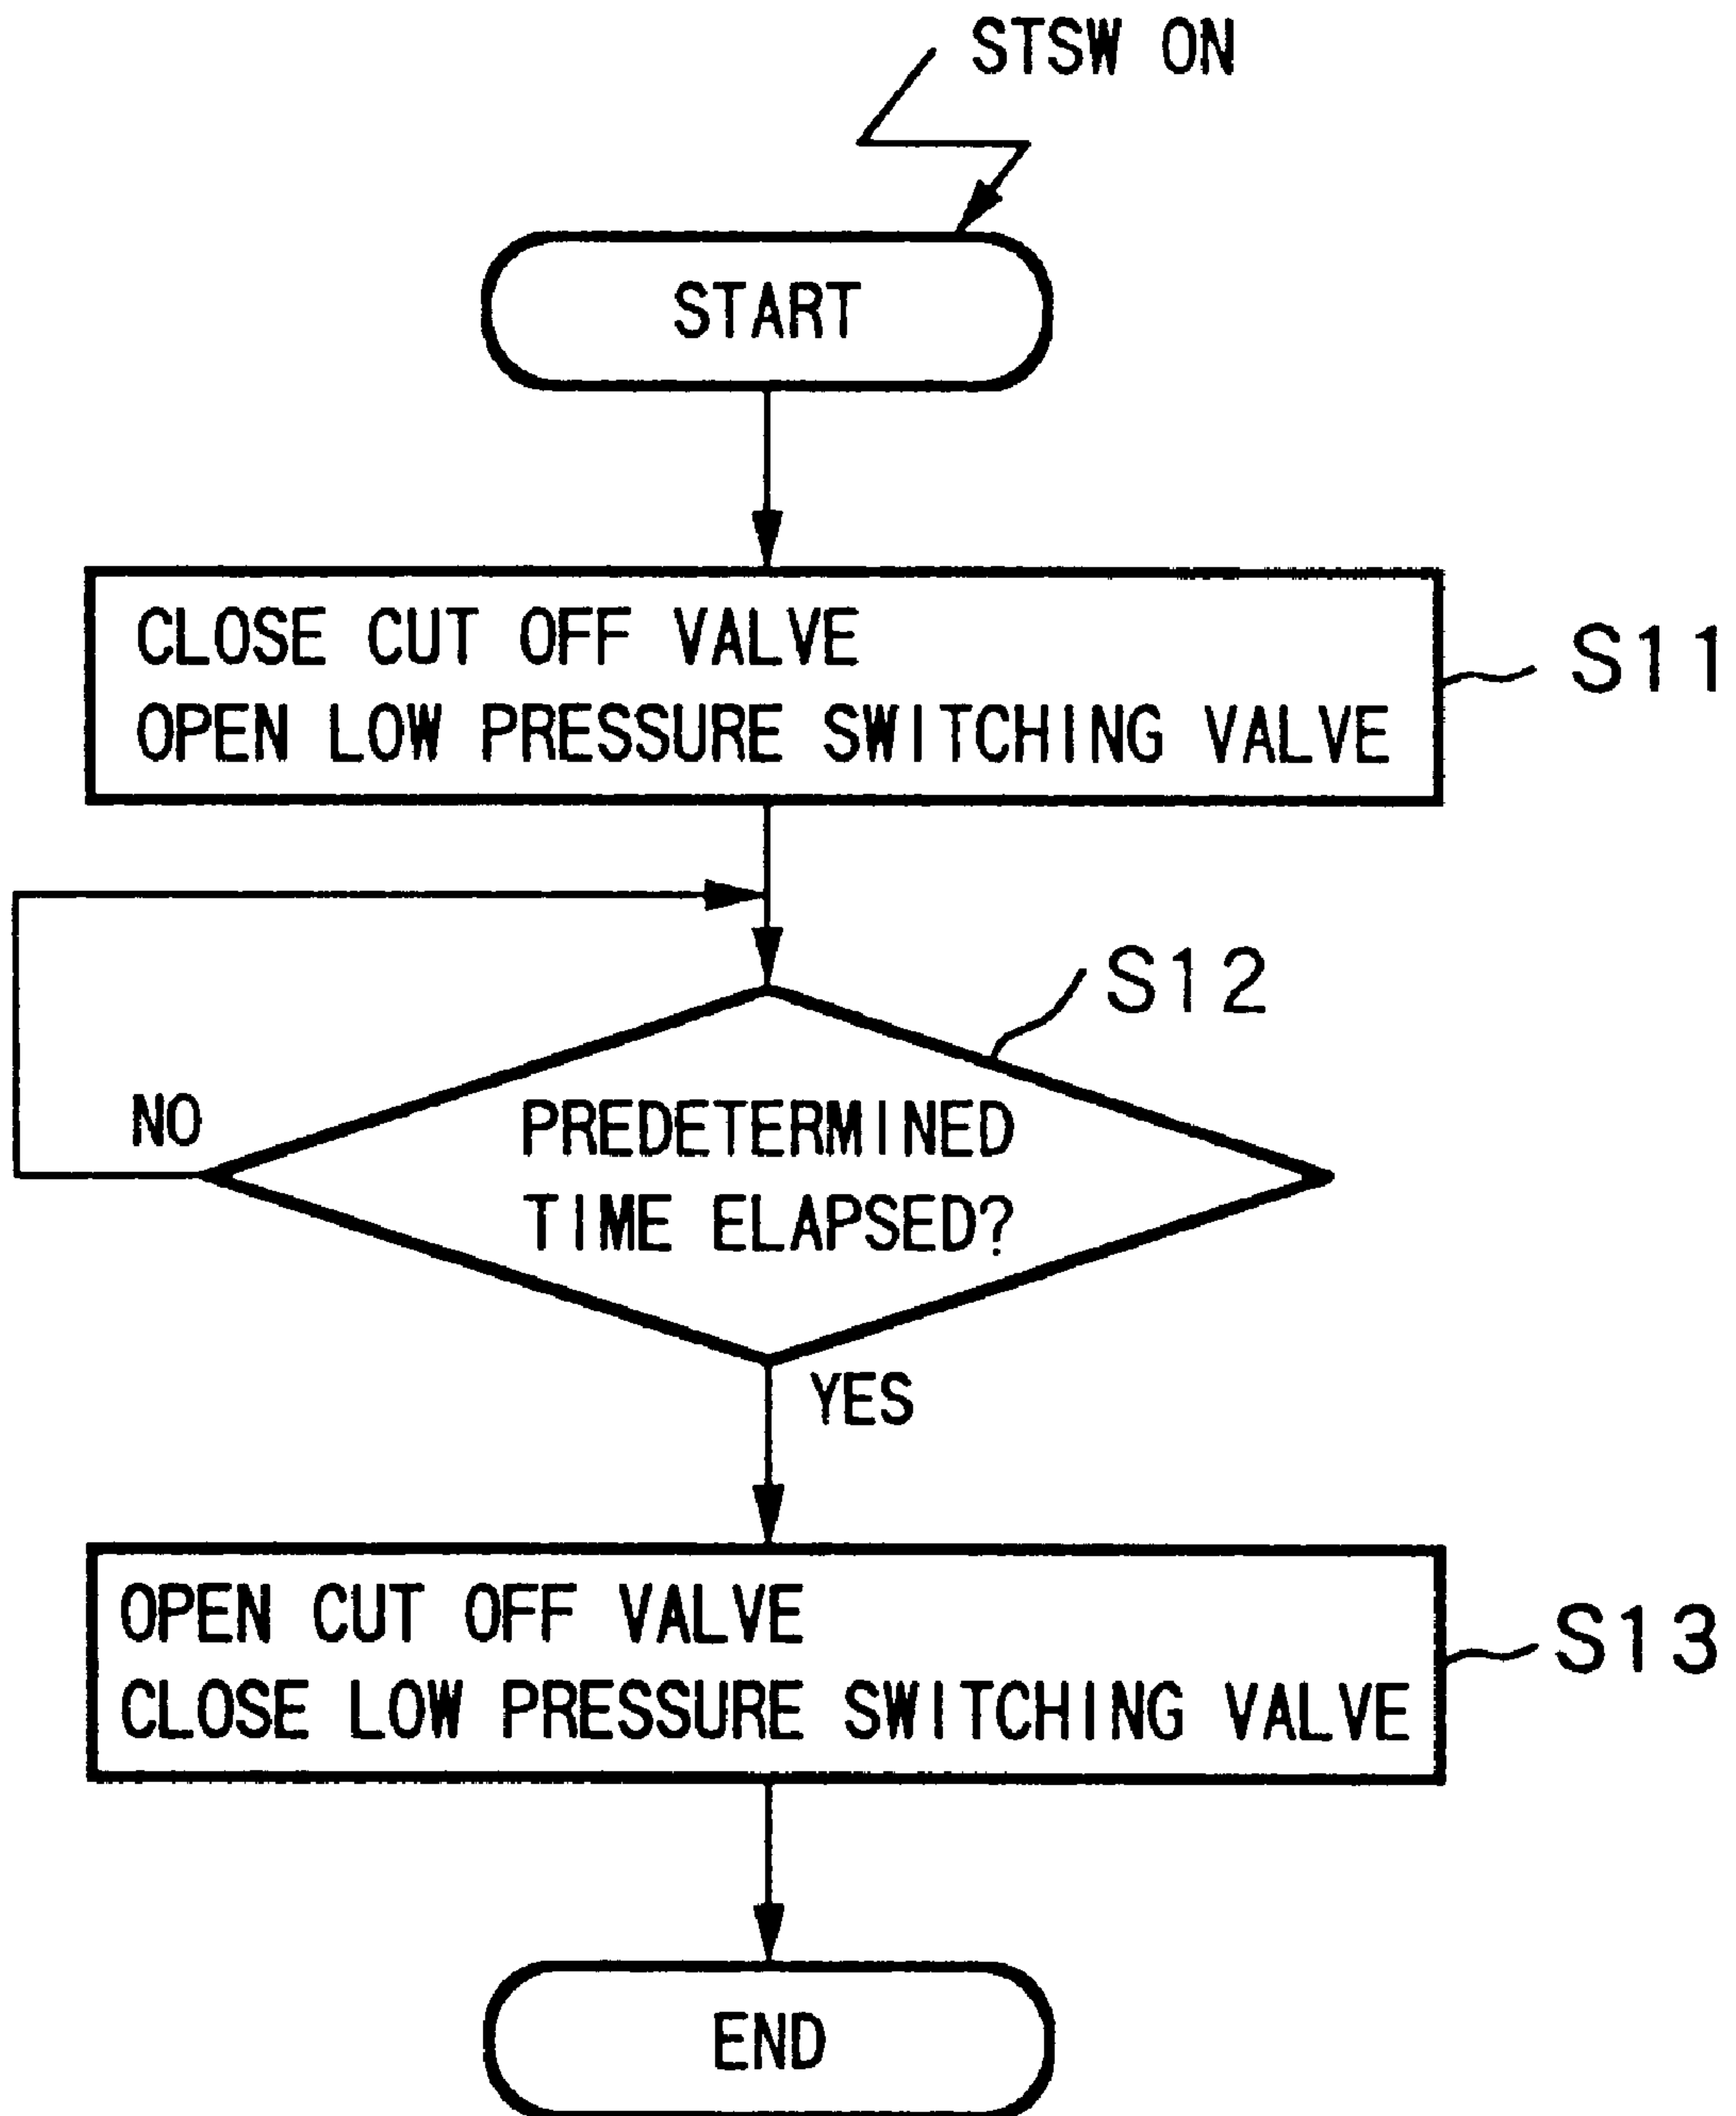 STSW ON
START
CLOSE CUT OFF VALVE
OPEN LOW PRESSURE SWITCHING VALVE
S11
S12
NO
PREDETERMINED
TIME ELAPSED?
YES
OPEN CUT OFF VALVE
CLOSE LOW PRESSURE SWITCHING VALVE
S13
END